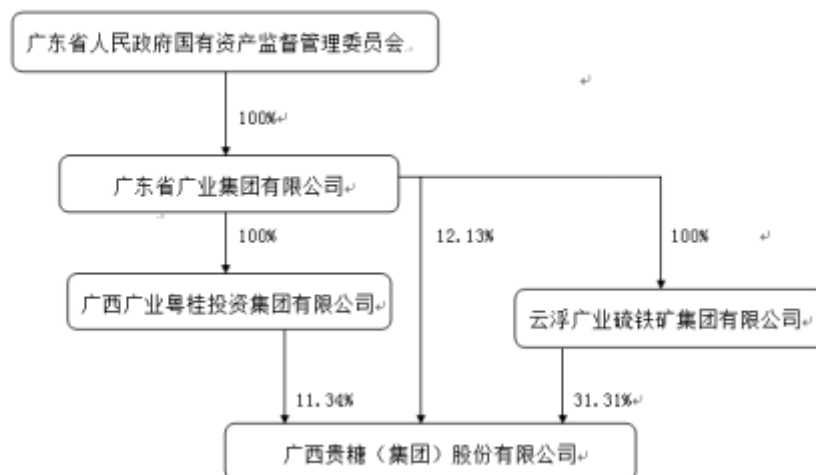 广东省人民政府国有资产监督管理委员会
100%
广东省广业集团有限公司
100%
12.13%
100%
广西广业粤桂投资集团有限公司
云浮广业硫铁矿集团有限公司
11.34%
31.31%
广西贵糖（集团）股份有限公司